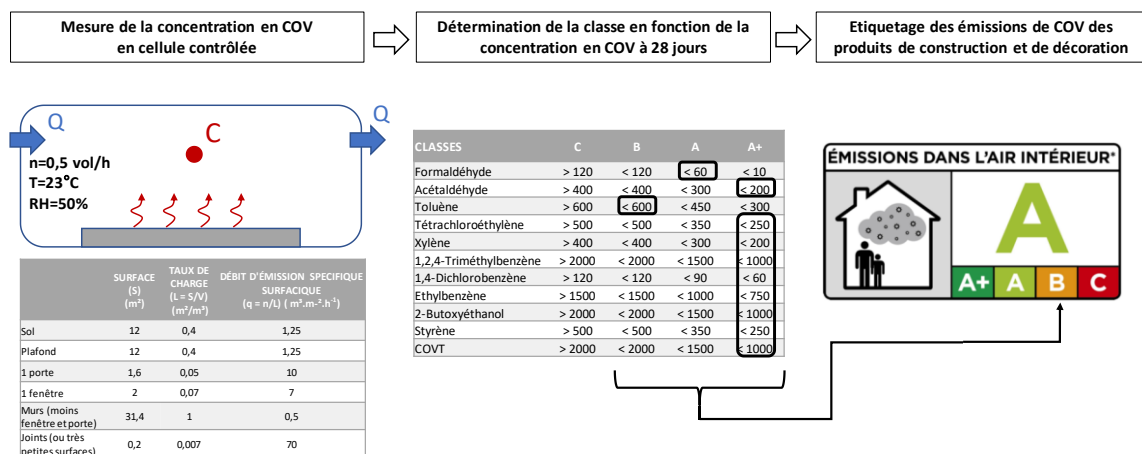 Mesure de la concentration en COV
en cellule contrôlée
Détermination de la classe en fonction de la
concentration en COV à 28 jours
Etiquetage des émissions de COV des
produits de construction et de décoration
Q
Q
C
n=0,5 vol/h
T=23°C
RH=50%
SURFACE
(S)
(m²)
TAUX DE
CHARGE
(L = S/V)
(m²/m³)
DÉBIT D'ÉMISSION SPECIFIQUE
SURFACIQUE
(q = n/L) ( m³.m-².h⁻¹)
Sol 12 0,4 1,25
Plafond 12 0,4 1,25
1 porte 1,6 0,05 10
1 fenêtre 2 0,07 7
Murs (moins
fenêtre et porte) 31,4 1 0,5
Joints (ou très
petites surfaces) 0,2 0,007 70
CLASSES C B A A+
Formaldéhyde > 120 < 120 < 60 < 10
Acétaldéhyde > 400 < 400 < 300 < 200
Toluène > 600 < 600 < 450 < 300
Tétrachloroéthylène > 500 < 500 < 350 < 250
Xylène > 400 < 400 < 300 < 200
1,2,4-Triméthylbenzène > 2000 < 2000 < 1500 < 1000
1,4-Dichlorobenzène > 120 < 120 < 90 < 60
Ethylbenzène > 1500 < 1500 < 1000 < 750
2-Butoxyéthanol > 2000 < 2000 < 1500 < 1000
Styrène > 500 < 500 < 350 < 250
COVT > 2000 < 2000 < 1500 < 1000
ÉMISSIONS DANS L'AIR INTÉRIEUR*
A
A+ A B C